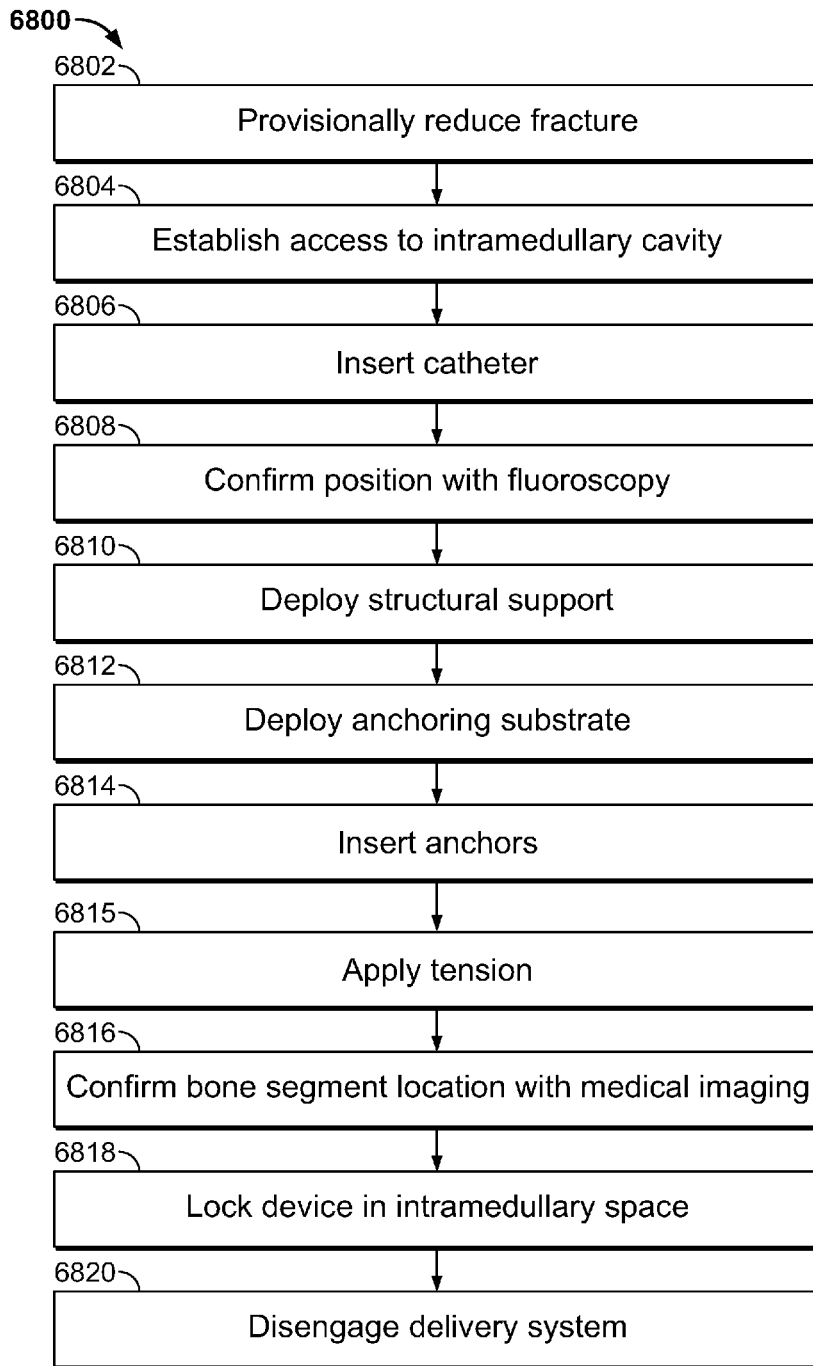 6800
6802
Provisionally reduce fracture
6804
Establish access to intramedullary cavity
6806
Insert catheter
6808
Confirm position with fluoroscopy
6810
Deploy structural support
6812
Deploy anchoring substrate
6814
Insert anchors
6815
Apply tension
6816
Confirm bone segment location with medical imaging
6818
Lock device in intramedullary space
6820
Disengage delivery system